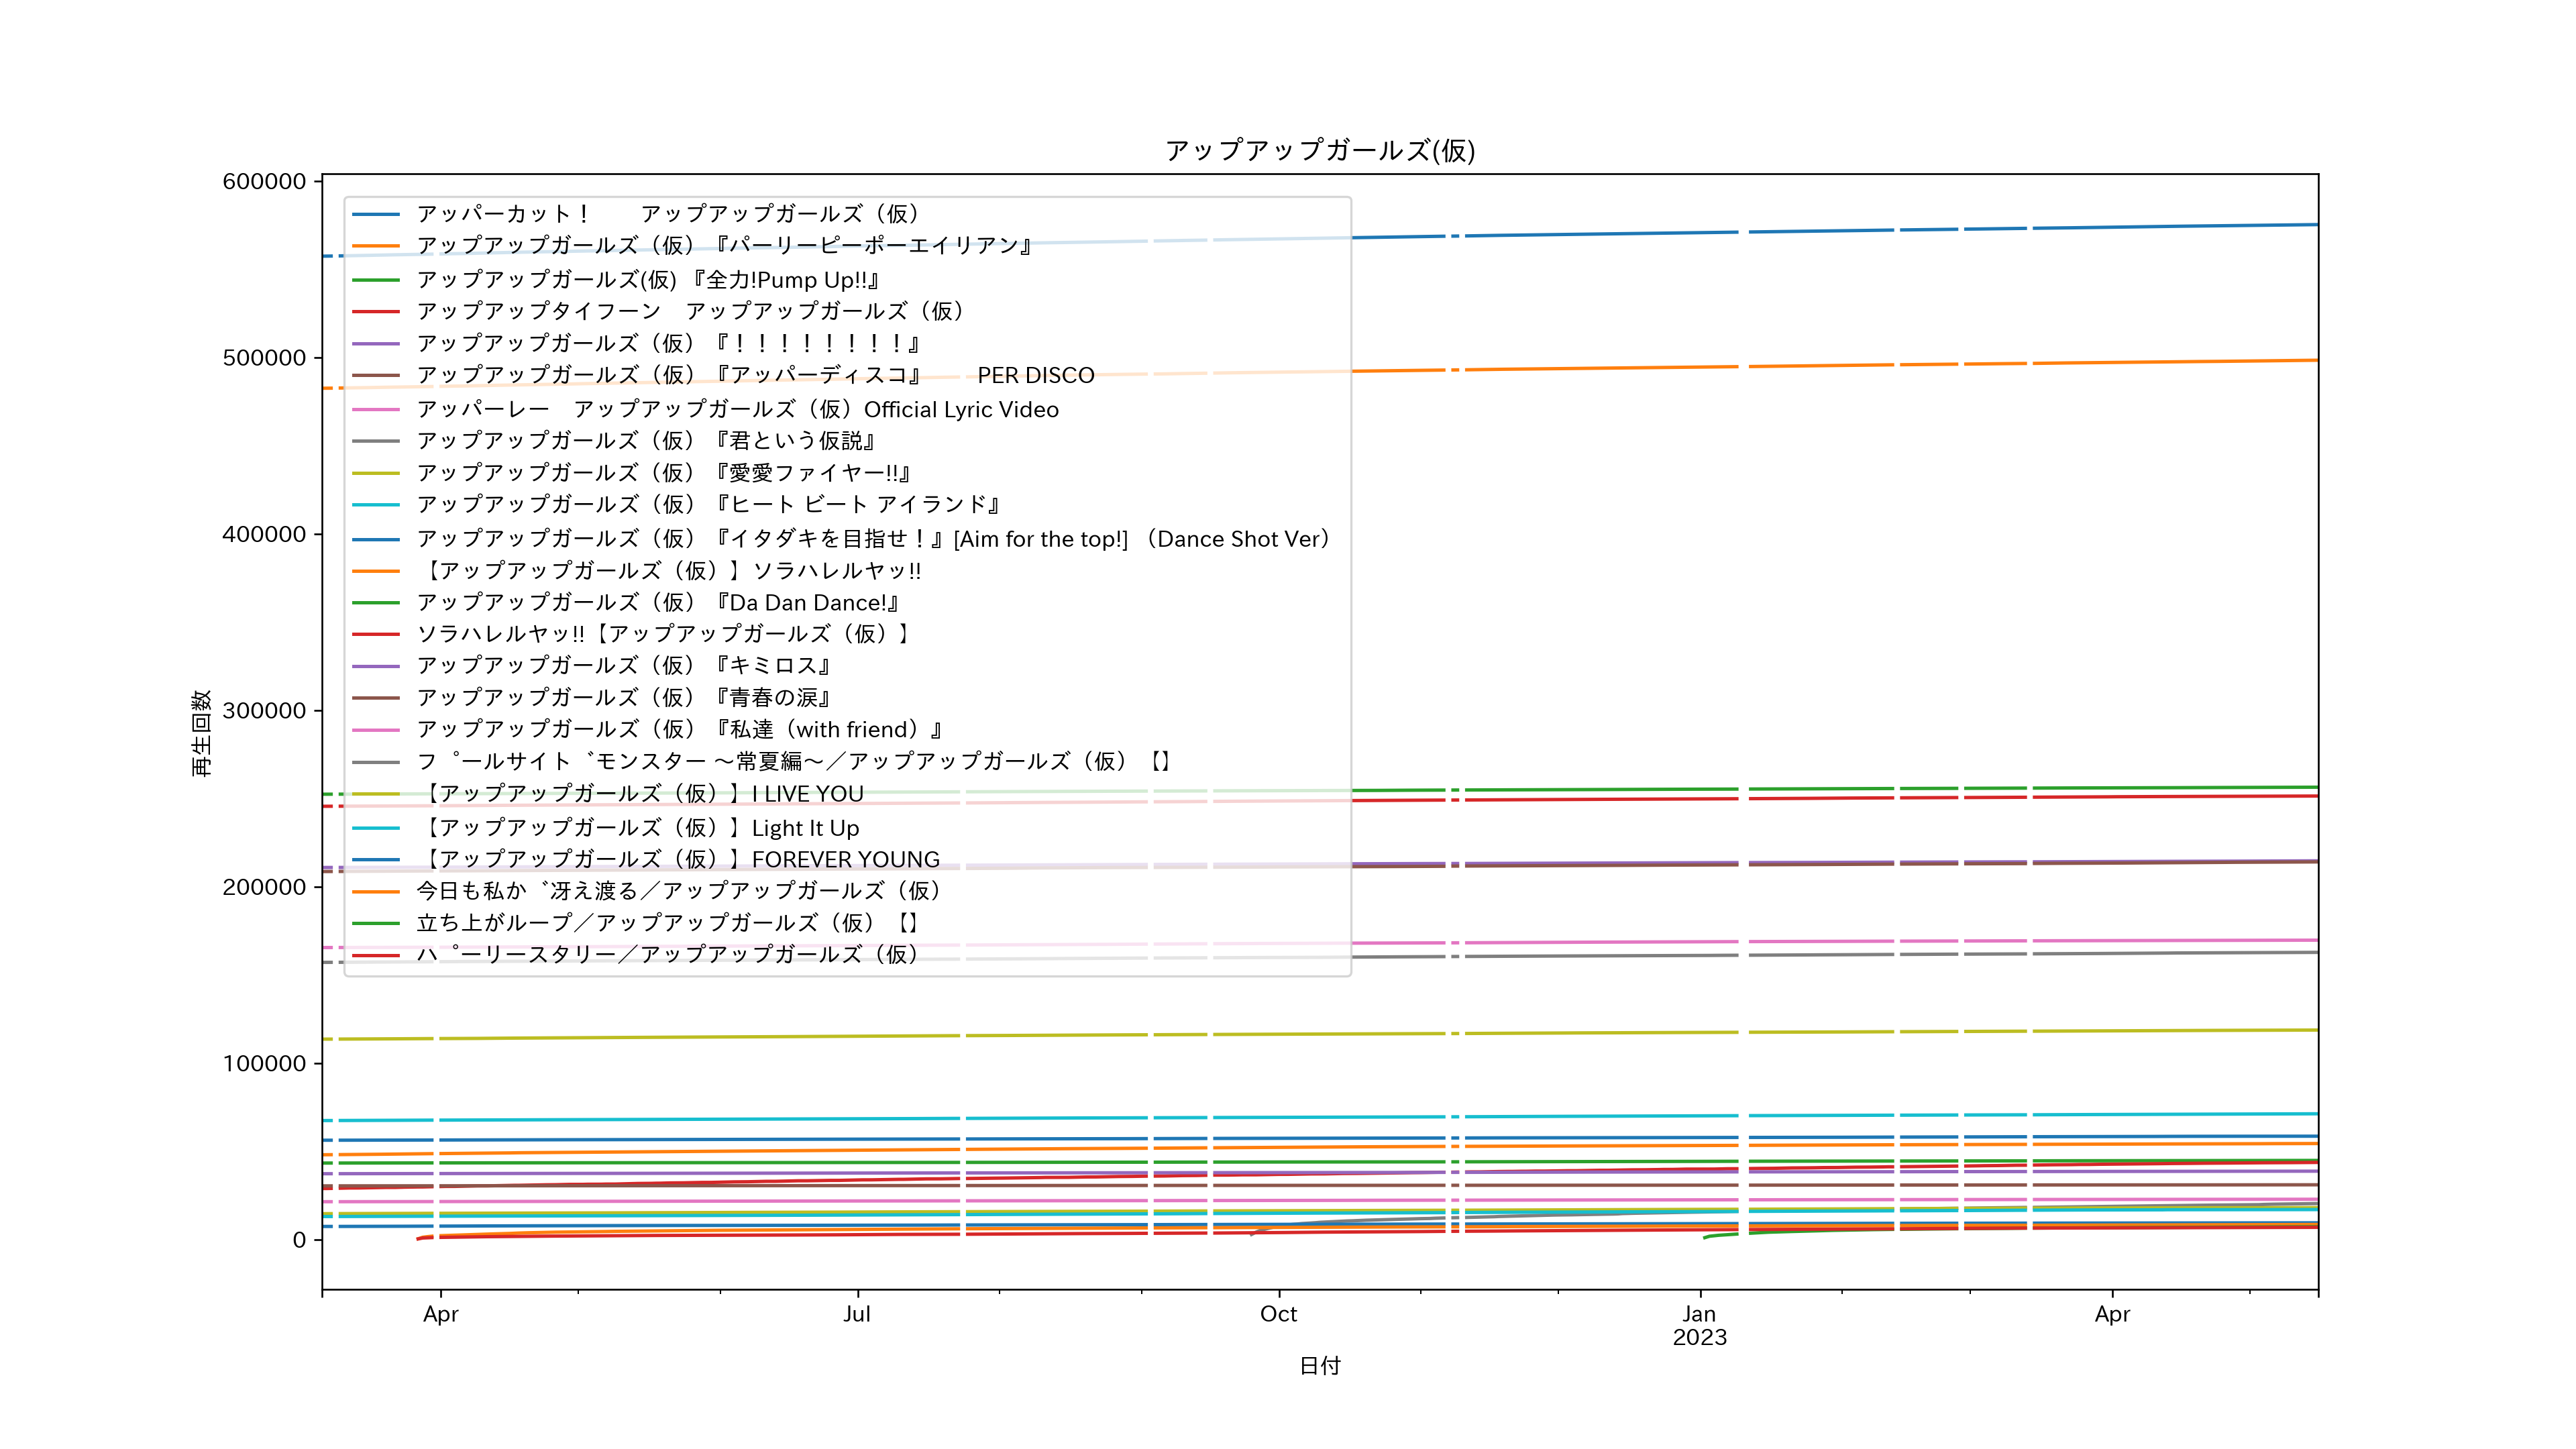 アップアップガールズ(仮)
600000
500000
400000
300000
200000
100000
0
再生回数
アッパーカット！　　アップアップガールズ（仮）
アップアップガールズ（仮）『パーリーピーポーエイリアン』
アップアップガールズ(仮) 『全力!Pump Up!!』
アップアップタイフーン　アップアップガールズ（仮）
アップアップガールズ（仮）『！！！！！！！！』
アップアップガールズ（仮）『アッパーディスコ』　　PER DISCO
アッパーレー　アップアップガールズ（仮）Official Lyric Video
アップアップガールズ（仮）『君という仮説』
アップアップガールズ（仮）『愛愛ファイヤー!!』
アップアップガールズ（仮）『ヒート ビート アイランド』
アップアップガールズ（仮）『イタダキを目指せ！』[Aim for the top!] （Dance Shot Ver）
【アップアップガールズ（仮）】ソラハレルヤッ!!
アップアップガールズ（仮）『Da Dan Dance!』
ソラハレルヤッ!!【アップアップガールズ（仮）】
アップアップガールズ（仮）『キミロス』
アップアップガールズ（仮）『青春の涙』
アップアップガールズ（仮）『私達（with friend）』
フ゜ールサイト゛モンスター ～常夏編～／アップアップガールズ（仮）【】
【アップアップガールズ（仮）】I LIVE YOU
【アップアップガールズ（仮）】Light It Up
【アップアップガールズ（仮）】FOREVER YOUNG
今日も私か゛冴え渡る／アップアップガールズ（仮）
立ち上がループ／アップアップガールズ（仮）【】
ハ゜ーリースタリー／アップアップガールズ（仮）
Apr
Jul
Oct
Jan
2023
Apr
日付